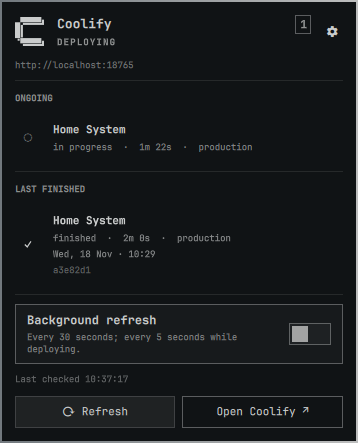 Coolify
1
DEPLOYING
http://localhost:18765
ONGOING
Home System
in progress · 1m 22s · production
LAST FINISHED
Home System
finished · 2m 0s · production
Wed, 18 Nov · 10:29
a3e02d1
Background refresh
Every 30 seconds; every 5 seconds while
deploying.
Last checked 10:37:17
Refresh
Open Coolify ↗